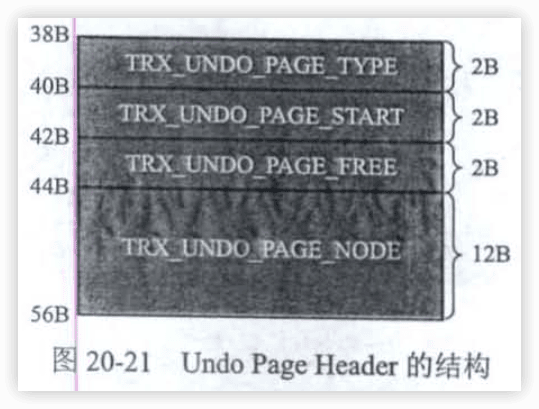 38B
TRX_UNDO_PAGE_TYPE 2B
40B
TRX_UNDO_PAGE_START 2B
42B
TRX_UNDO_PAGE_FREE 2B
44B
TRX_UNDO_PAGE_NODE 12B
56B
图 20-21 Undo Page Header 的结构